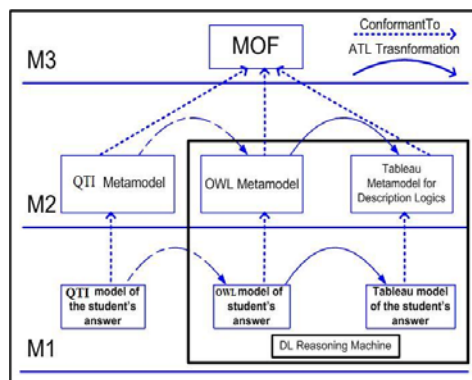 ConformantTo
ATL Trasnformation
MOF
M3
QTI Metamodel
OWL Metamodel
Tableau
Metamodel for
Description Logics
M2
QTI model of
the student's
answer
OWL model of
student's
answer
Tableau model
of the student's
answer
DL Reasoning Machine
M1